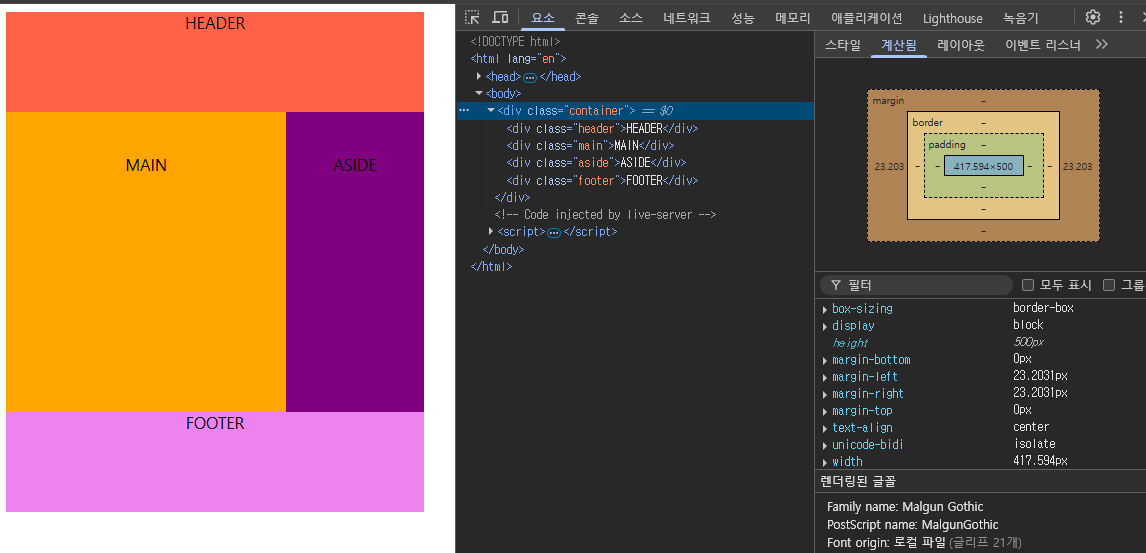 HEADER
MAIN
ASIDE
FOOTER
요소 콘솔 소스 네트워크 성능 메모리 애플리케이션 Lighthouse 녹음기
<!DOCTYPE html>
<html lang="en">
<head> ⋯ </head>
<body>
⋯ <div class="container"> == $0
<div class="header">HEADER</div>
<div class="main">MAIN</div>
<div class="aside">ASIDE</div>
<div class="footer">FOOTER</div>
</div>
<!-- Code injected by live-server -->
<script> ⋯ </script>
</body>
</html>
스타일 계산됨 레이아웃 이벤트 리스너
margin -
border -
padding -
23.203 - - 417.594×500 - - 23.203
-
-
-
필터 모두 표시 그룹
box-sizing border-box
display block
height 500px
margin-bottom 0px
margin-left 23.2031px
margin-right 23.2031px
margin-top 0px
text-align center
unicode-bidi isolate
width 417.594px
렌더링된 글꼴
Family name: Malgun Gothic
PostScript name: MalgunGothic
Font origin: 로컬 파일 (글리프 21개)